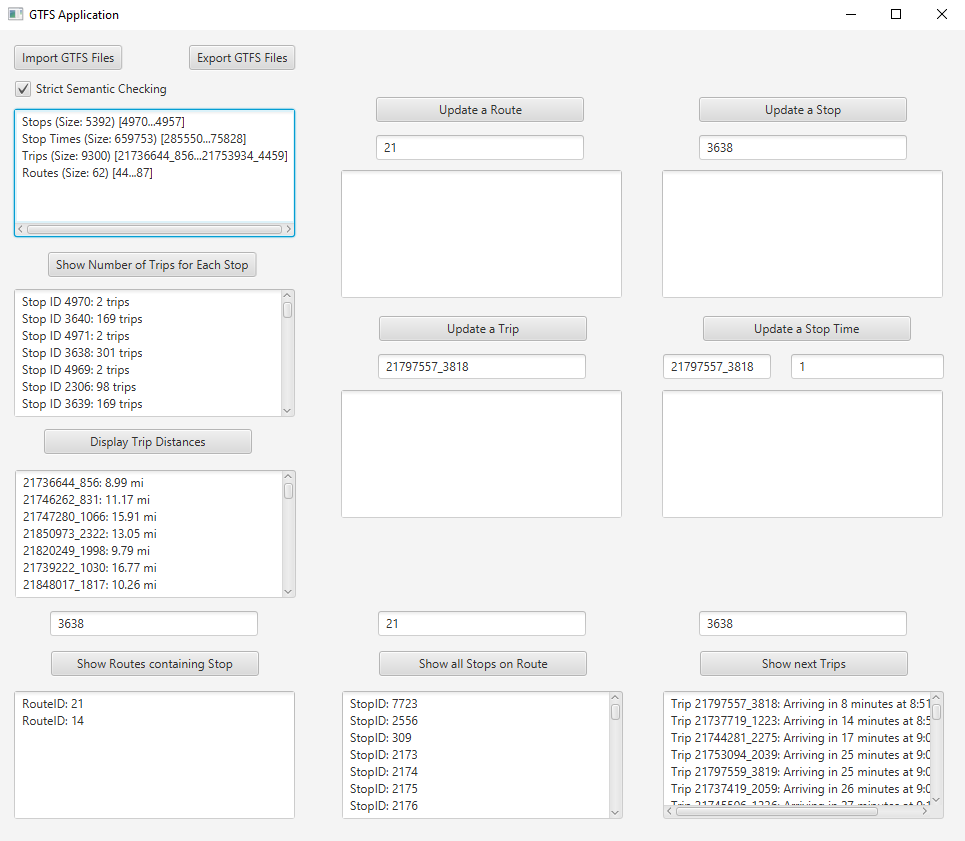 GTFS Application
Import GTFS Files
Export GTFS Files
Strict Semantic Checking
Stops (Size: 5392) [4970...4957]
Stop Times (Size: 659753) [285550...75828]
Trips (Size: 9300) [21736644_856...21753934_4459]
Routes (Size: 62) [44...87]
Show Number of Trips for Each Stop
Stop ID 4970: 2 trips
Stop ID 3640: 169 trips
Stop ID 4971: 2 trips
Stop ID 3638: 301 trips
Stop ID 4969: 2 trips
Stop ID 2306: 98 trips
Stop ID 3639: 169 trips
Display Trip Distances
21736644_856: 8.99 mi
21746262_831: 11.17 mi
21747280_1066: 15.91 mi
21850973_2322: 13.05 mi
21820249_1998: 9.79 mi
21739222_1030: 16.77 mi
21848017_1817: 10.26 mi
Update a Route
21
Update a Stop
3638
Update a Trip
21797557_3818
Update a Stop Time
21797557_3818
1
3638
Show Routes containing Stop
RouteID: 21
RouteID: 14
21
Show all Stops on Route
StopID: 7723
StopID: 2556
StopID: 309
StopID: 2173
StopID: 2174
StopID: 2175
StopID: 2176
3638
Show next Trips
Trip 21797557_3818: Arriving in 8 minutes at 8:51
Trip 21737719_1223: Arriving in 14 minutes at 8:5
Trip 21744281_2275: Arriving in 17 minutes at 9:0
Trip 21753094_2039: Arriving in 25 minutes at 9:0
Trip 21797559_3819: Arriving in 25 minutes at 9:0
Trip 21737419_2059: Arriving in 26 minutes at 9:0